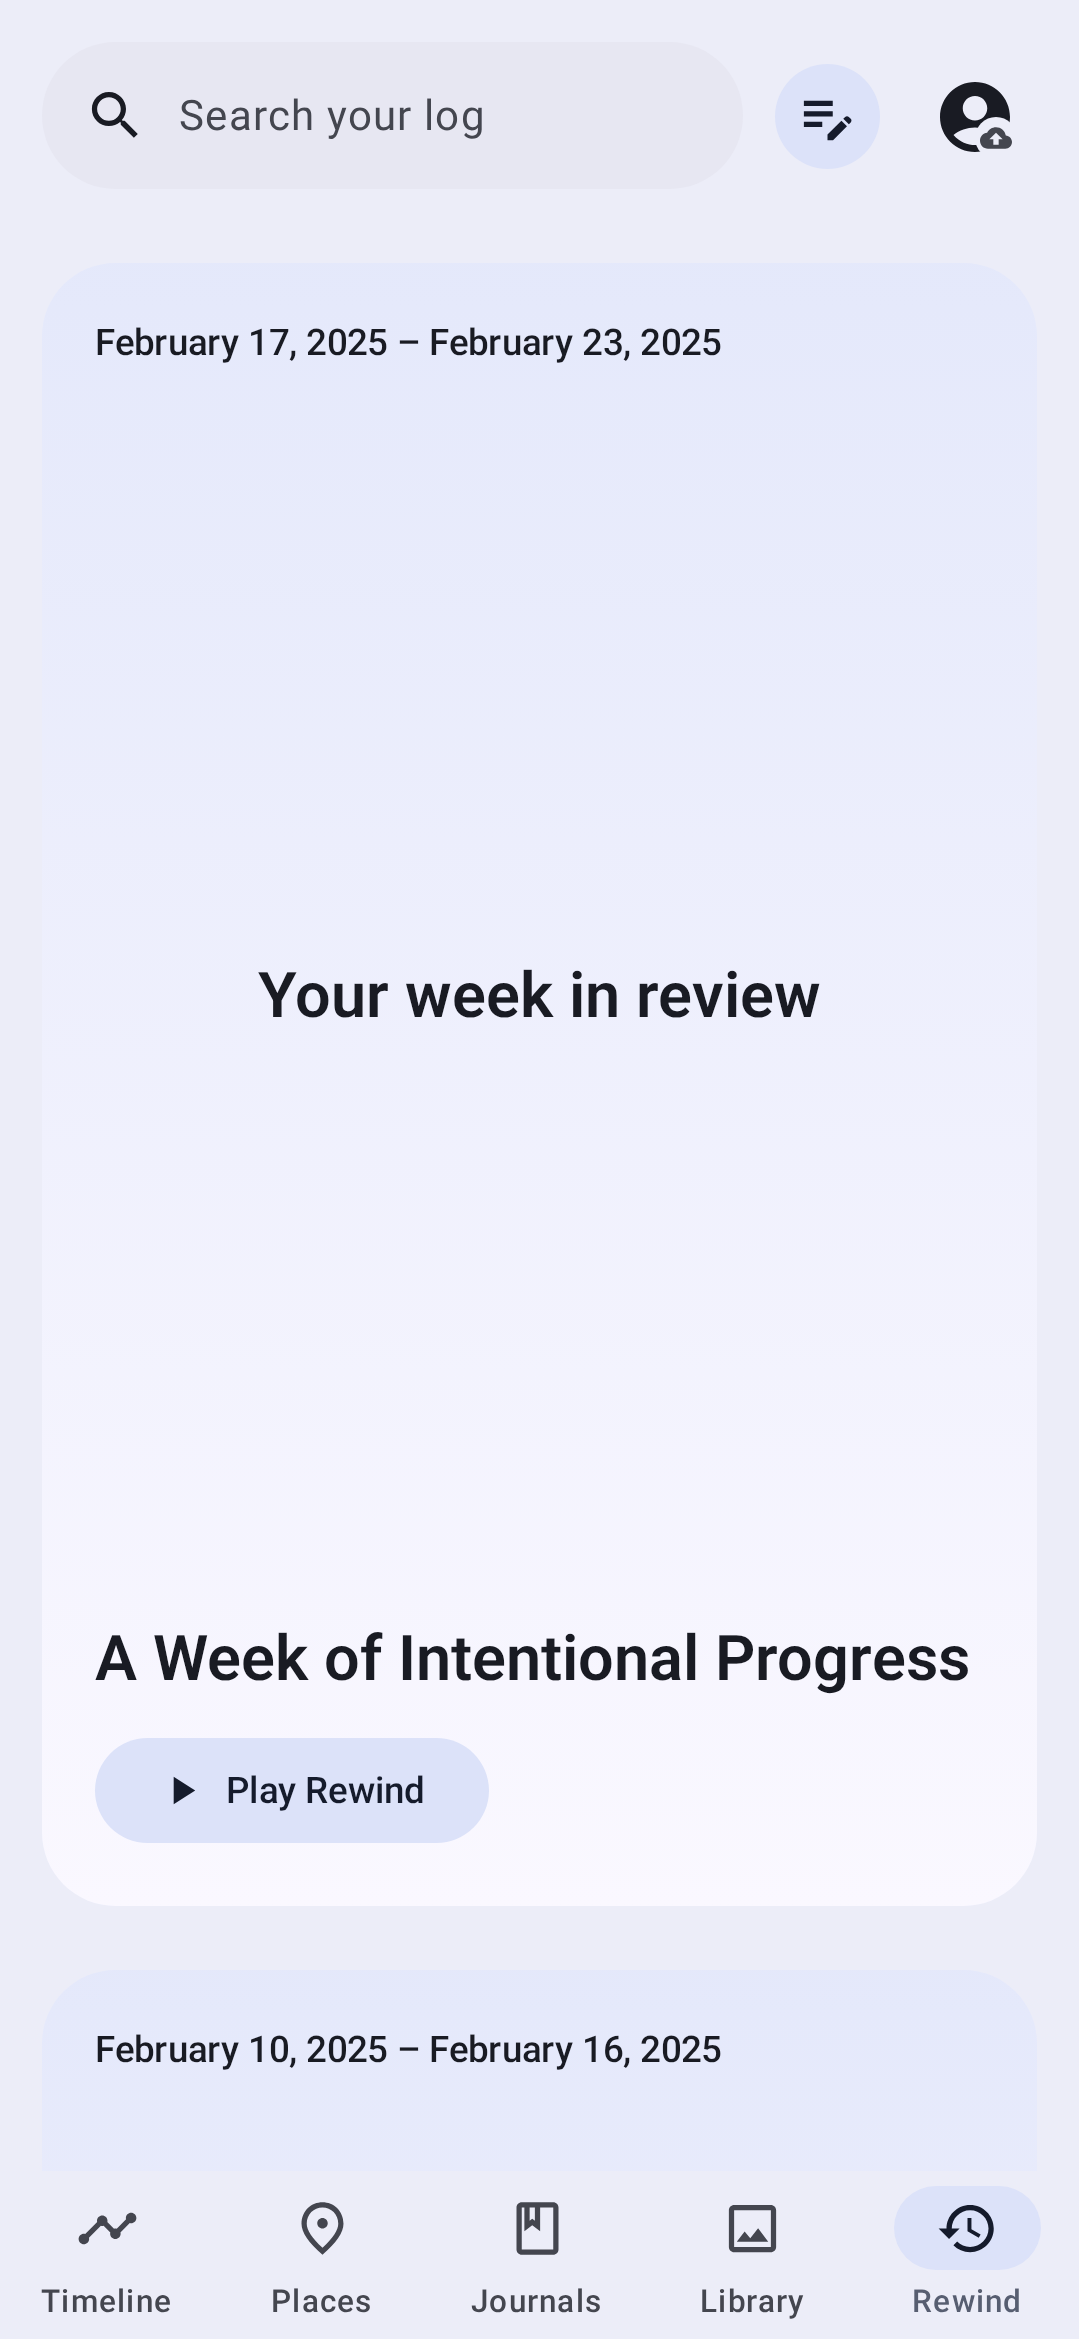 Search your log
February 17, 2025 – February 23, 2025
Your week in review
A Week of Intentional Progress
Play Rewind
February 10, 2025 – February 16, 2025
Timeline
Places
Journals
Library
Rewind